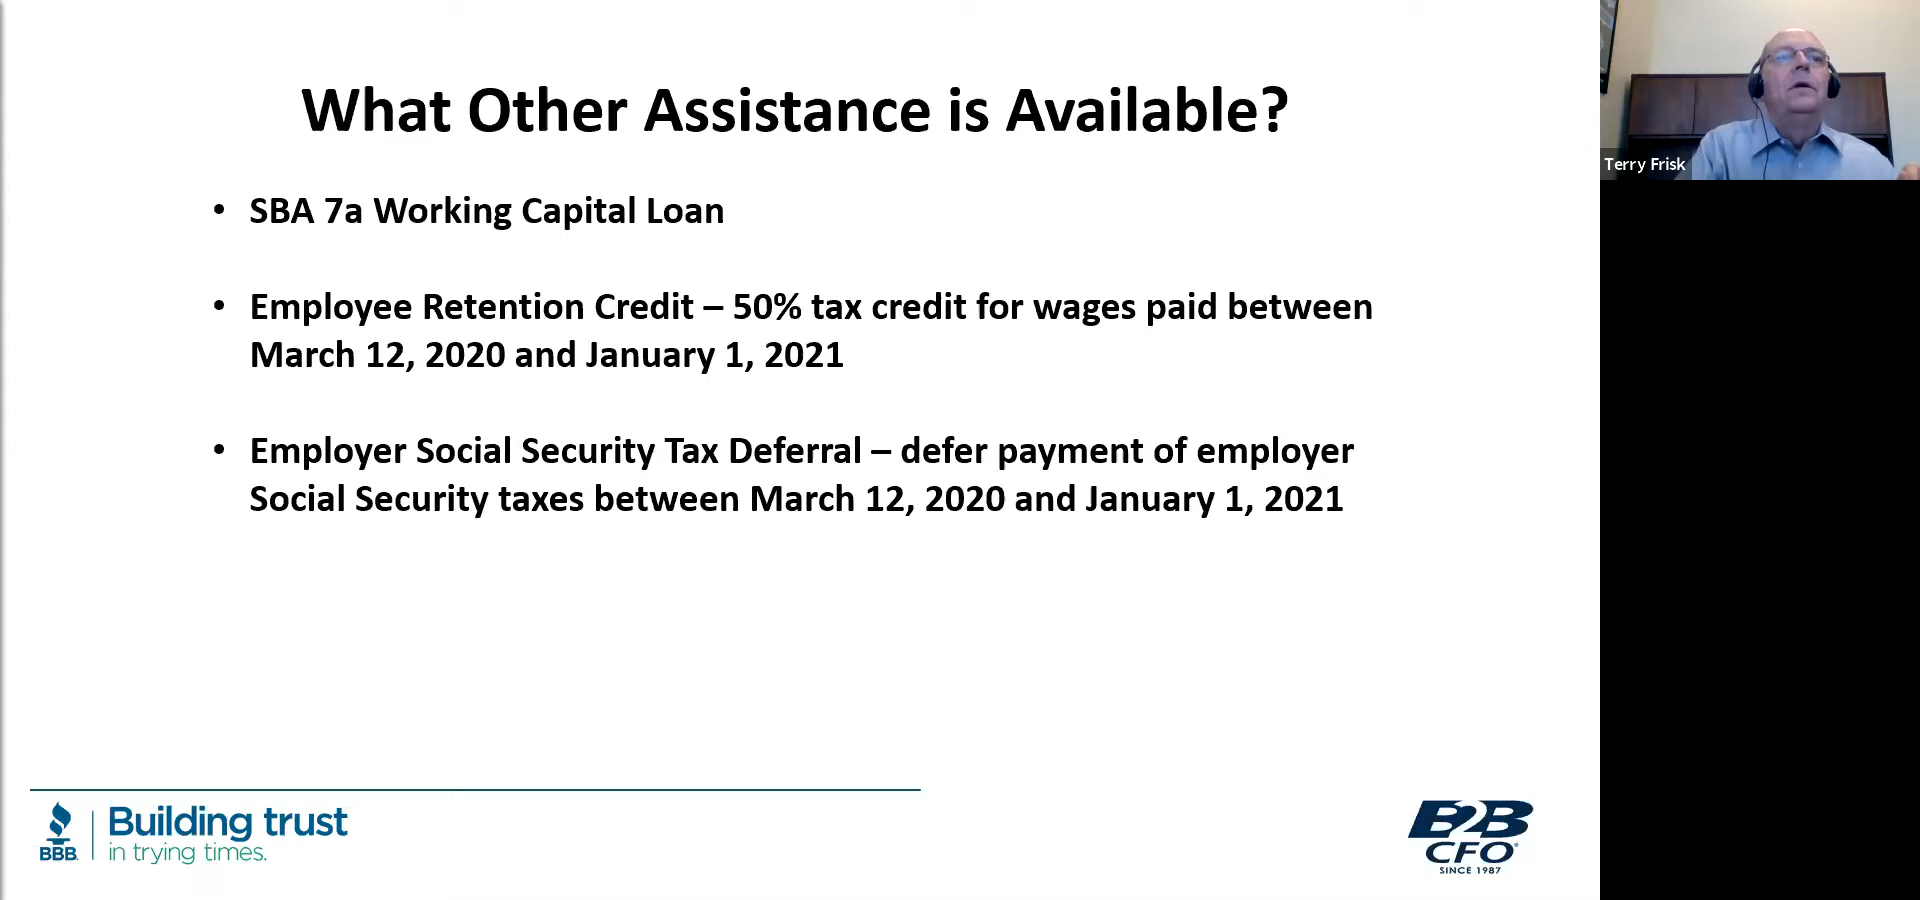 What Other Assistance is Available?
• SBA 7a Working Capital Loan
• Employee Retention Credit – 50% tax credit for wages paid between
March 12, 2020 and January 1, 2021
• Employer Social Security Tax Deferral – defer payment of employer
Social Security taxes between March 12, 2020 and January 1, 2021
Terry Frisk
BBB
Building trust
in trying times.
B2B
CFO®
SINCE 1987